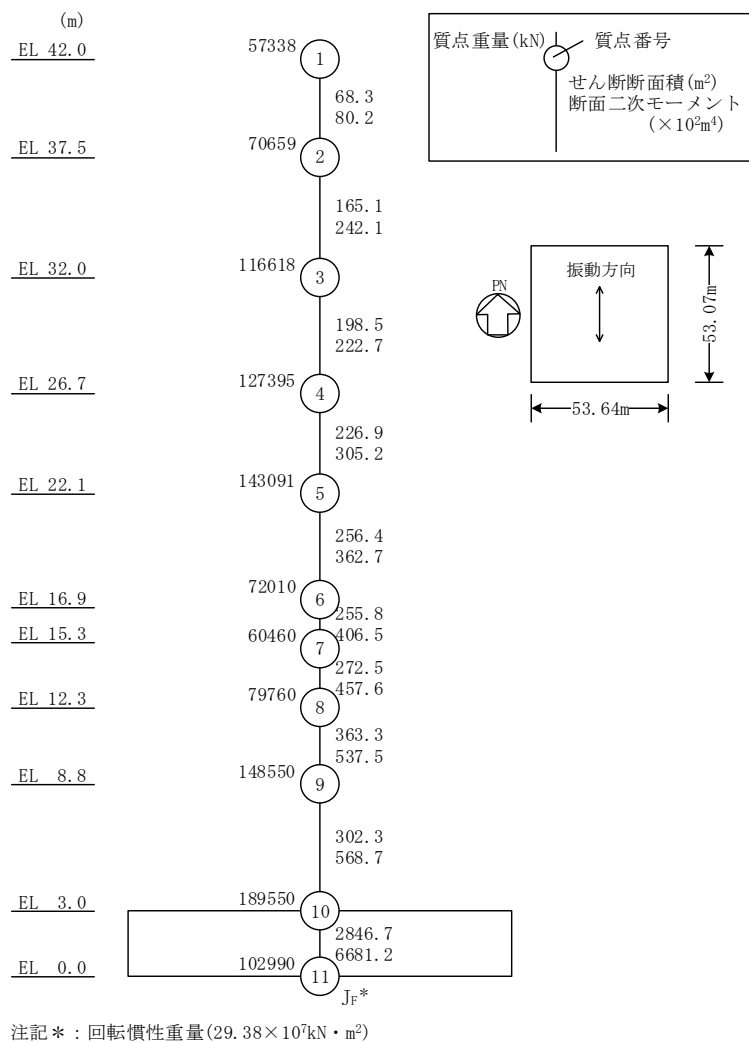 (m)
EL 42.0
57338
1
68.3
80.2
EL 37.5
70659
2
165.1
242.1
EL 32.0
116618
3
198.5
222.7
EL 26.7
127395
4
226.9
305.2
EL 22.1
143091
5
256.4
362.7
EL 16.9
72010
6
255.8
406.5
EL 15.3
60460
7
272.5
457.6
EL 12.3
79760
8
363.3
537.5
EL 8.8
148550
9
302.3
568.7
EL 3.0
189550
10
2846.7
6681.2
EL 0.0
102990
11
J_F*
質点重量(kN)
質点番号
せん断断面積(m²)
断面二次モーメント
(×10²m⁴)
PN
振動方向
53.07m
53.64m
注記*:回転慣性重量(29.38×10⁷kN・m²)